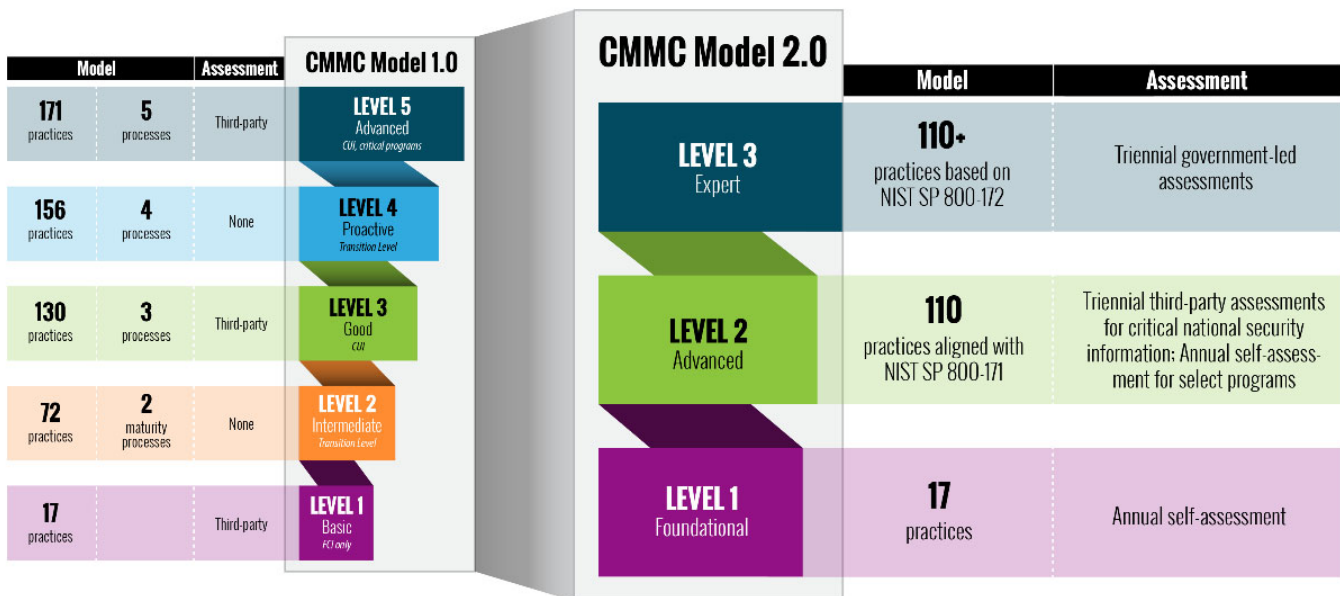 CMMC Model 1.0
Model Assessment
171 5 Third-party
practices processes
LEVEL 5
Advanced
CUI, critical programs
156 4 None
practices processes
LEVEL 4
Proactive
Transition Level
130 3 Third-party
practices processes
LEVEL 3
Good
CUI
72 2 None
practices maturity
processes
LEVEL 2
Intermediate
Transition Level
17 Third-party
practices
LEVEL 1
Basic
FCI only
CMMC Model 2.0
Model Assessment
LEVEL 3
Expert
110+
practices based on
NIST SP 800-172
Triennial government-led
assessments
LEVEL 2
Advanced
110
practices aligned with
NIST SP 800-171
Triennial third-party assessments
for critical national security
information; Annual self-assess-
ment for select programs
LEVEL 1
Foundational
17
practices
Annual self-assessment